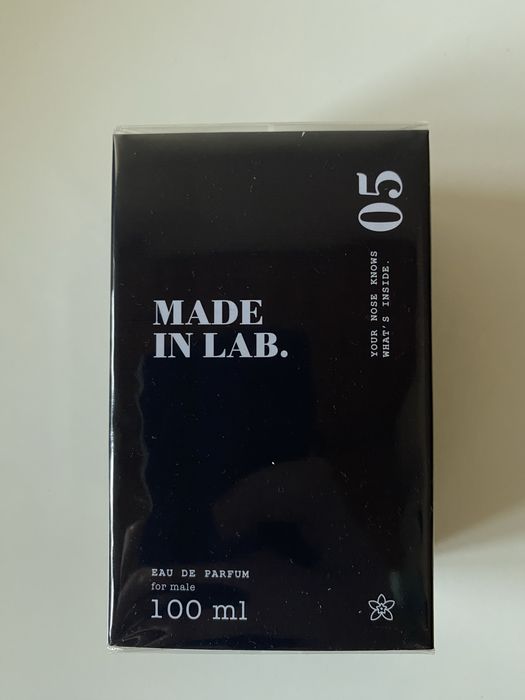 MADE
IN LAB.
05
YOUR NOSE KNOWS
WHAT'S INSIDE.
EAU DE PARFUM
for male
100 ml